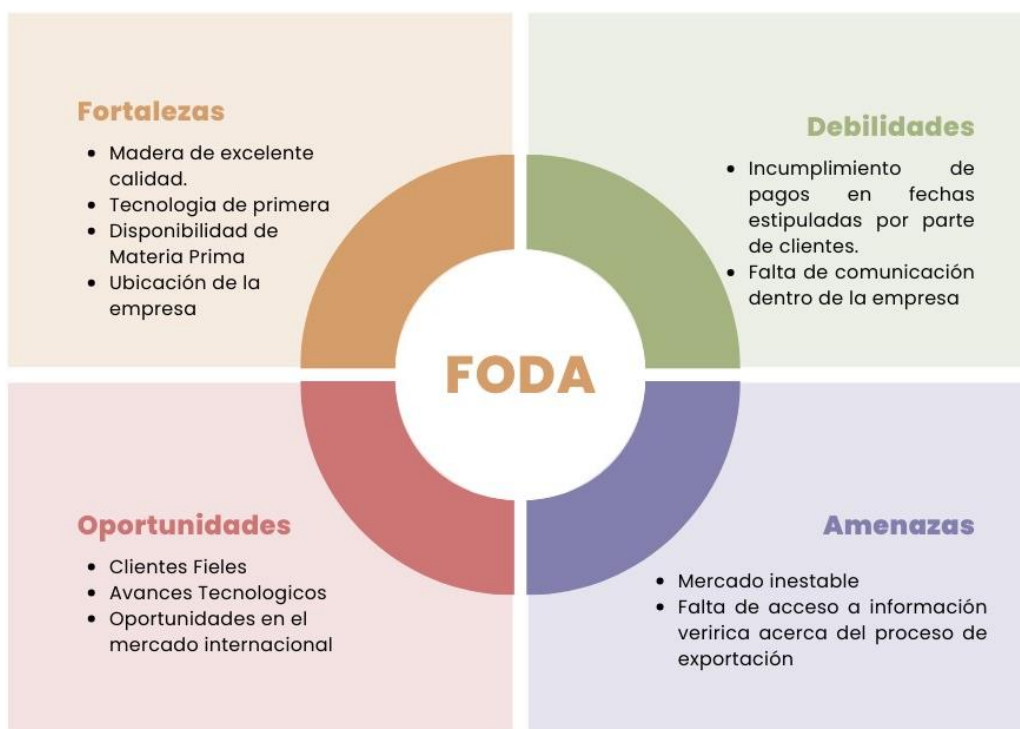 Fortalezas
• Madera de excelente
calidad.
• Tecnologia de primera
• Disponibilidad de
Materia Prima
• Ubicación de la
empresa
Debilidades
• Incumplimiento de
pagos en fechas
estipuladas por parte
de clientes.
• Falta de comunicación
dentro de la empresa
FODA
Oportunidades
• Clientes Fieles
• Avances Tecnologicos
• Oportunidades en el
mercado internacional
Amenazas
• Mercado inestable
• Falta de acceso a información
veririca acerca del proceso de
exportación